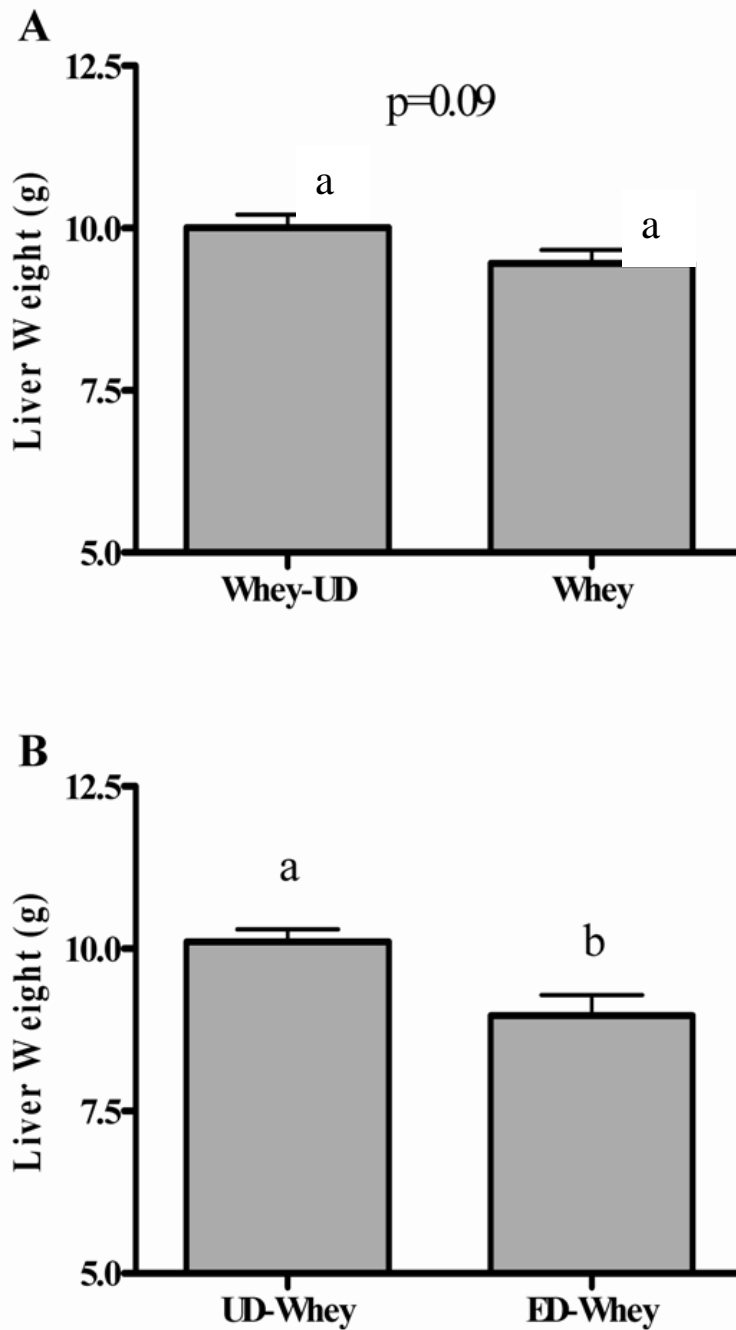 A
12.5
p=0.09
a
a
10.0
Liver Weight (g)
7.5
5.0
Whey-UD Whey
B
12.5
a
b
10.0
Liver Weight (g)
7.5
5.0
UD-Whey ED-Whey